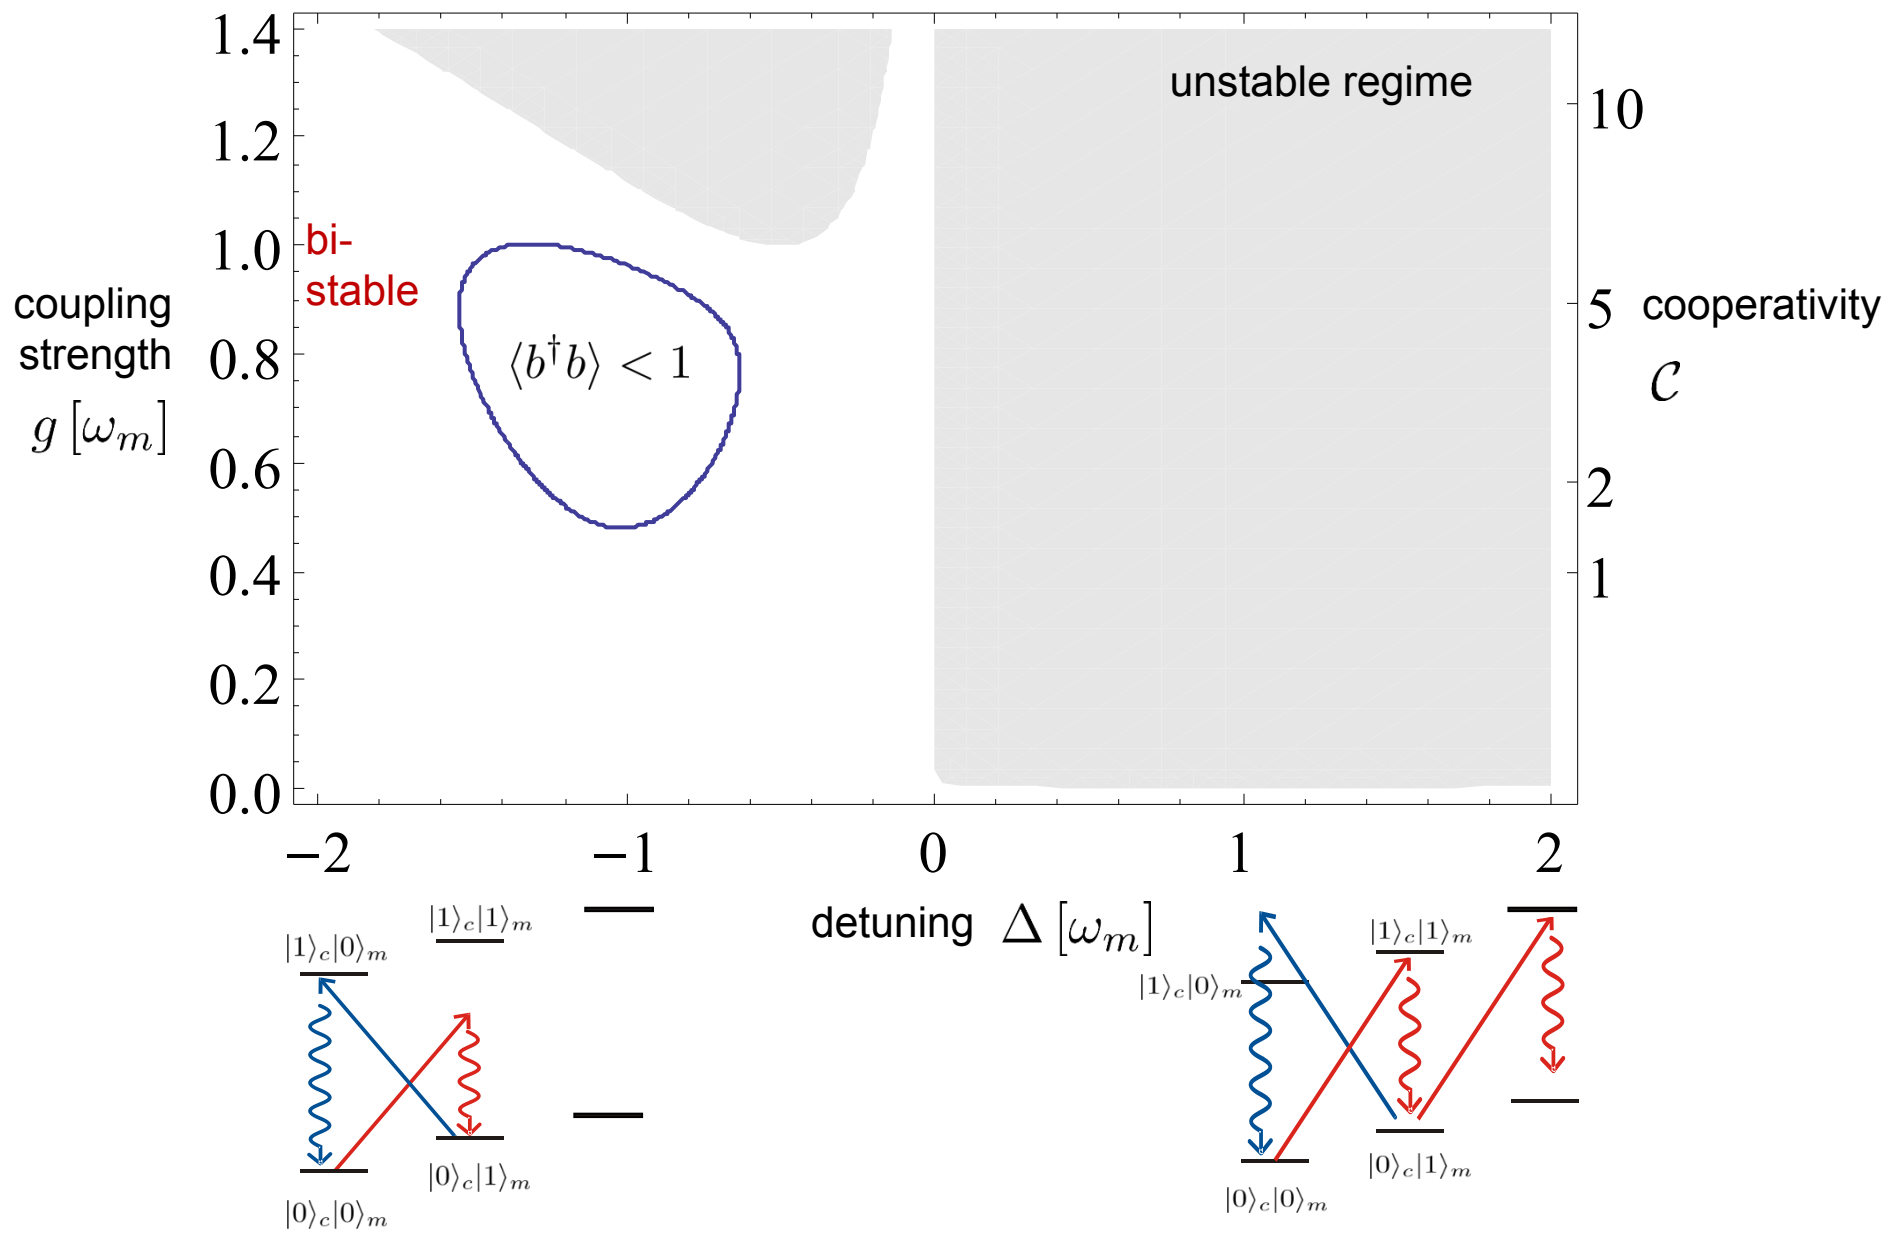 1.4
1.2
1.0
0.8
0.6
0.4
0.2
0.0
coupling
strength
g [ω_m]
bi-
stable
⟨b†b⟩ < 1
unstable regime
10
5
2
1
cooperativity
𝒞
−2
−1
0
1
2
detuning Δ [ω_m]
|1⟩_c|1⟩_m
|1⟩_c|0⟩_m
|0⟩_c|1⟩_m
|0⟩_c|0⟩_m
|1⟩_c|1⟩_m
|1⟩_c|0⟩_m
|0⟩_c|1⟩_m
|0⟩_c|0⟩_m